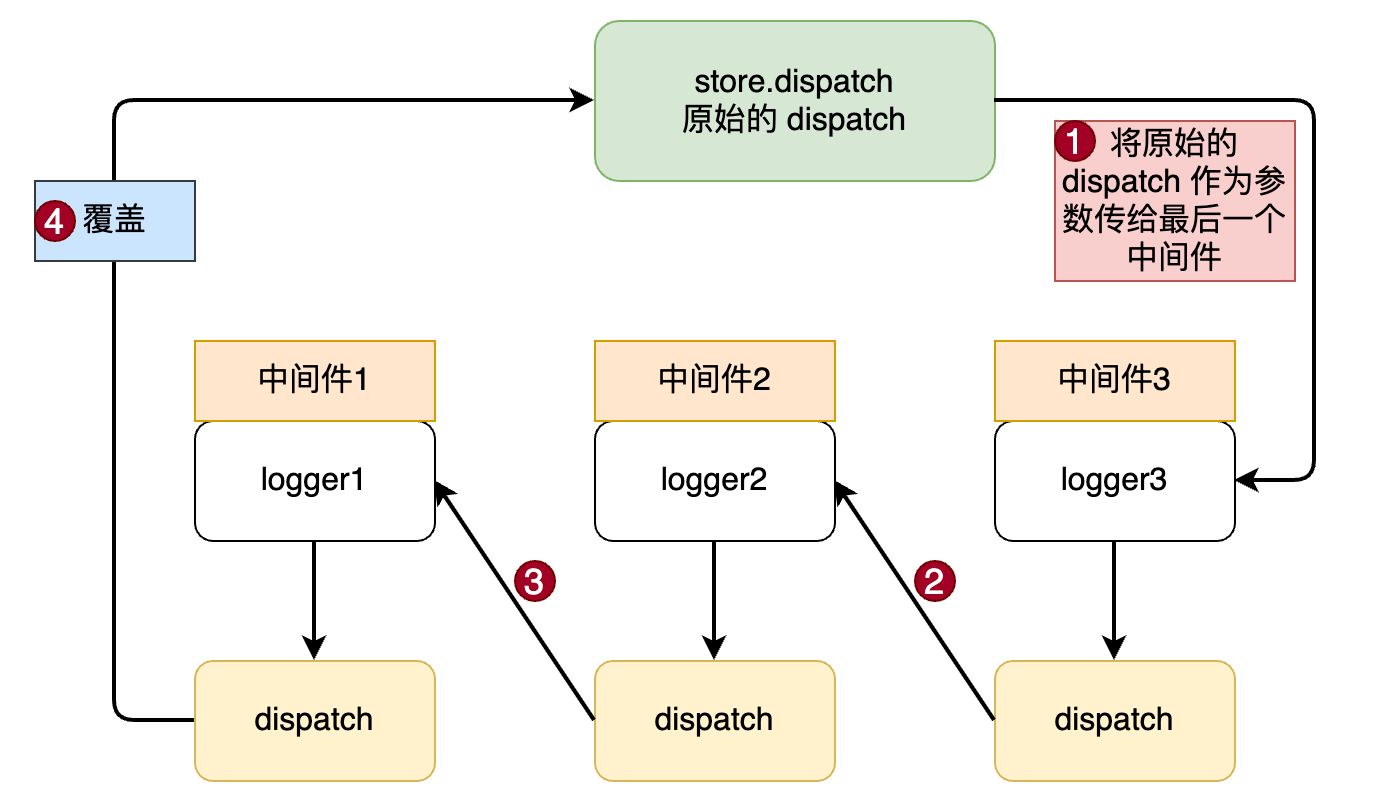 store.dispatch
原始的 dispatch
1 将原始的
dispatch 作为参
数传给最后一个
中间件
4 覆盖
中间件1
中间件2
中间件3
logger1
logger2
logger3
3
2
dispatch
dispatch
dispatch